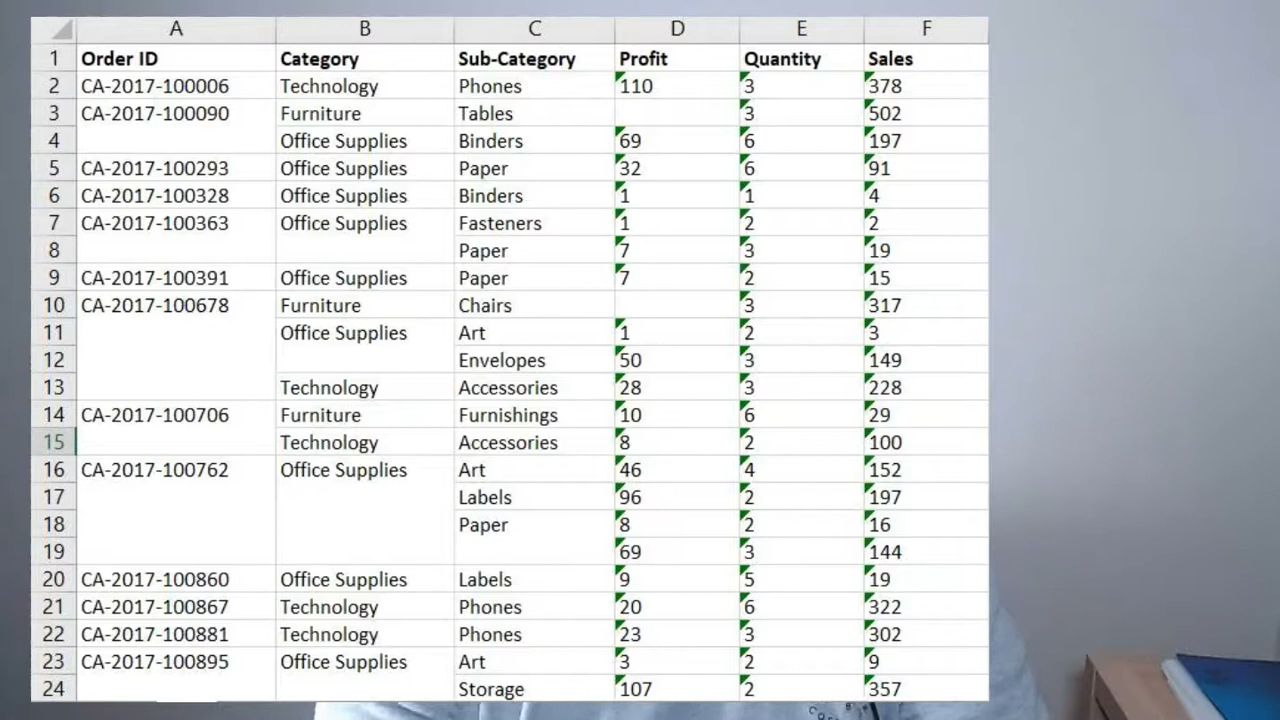 A B C D E F
1 Order ID Category Sub-Category Profit Quantity Sales
2 CA-2017-100006 Technology Phones 110 3 378
3 CA-2017-100090 Furniture Tables 3 502
4 Office Supplies Binders 69 6 197
5 CA-2017-100293 Office Supplies Paper 32 6 91
6 CA-2017-100328 Office Supplies Binders 1 1 4
7 CA-2017-100363 Office Supplies Fasteners 1 2 2
8 Paper 7 3 19
9 CA-2017-100391 Office Supplies Paper 7 2 15
10 CA-2017-100678 Furniture Chairs 3 317
11 Office Supplies Art 1 2 3
12 Envelopes 50 3 149
13 Technology Accessories 28 3 228
14 CA-2017-100706 Furniture Furnishings 10 6 29
15 Technology Accessories 8 2 100
16 CA-2017-100762 Office Supplies Art 46 4 152
17 Labels 96 2 197
18 Paper 8 2 16
19 69 3 144
20 CA-2017-100860 Office Supplies Labels 9 5 19
21 CA-2017-100867 Technology Phones 20 6 322
22 CA-2017-100881 Technology Phones 23 3 302
23 CA-2017-100895 Office Supplies Art 3 2 9
24 Storage 107 2 357